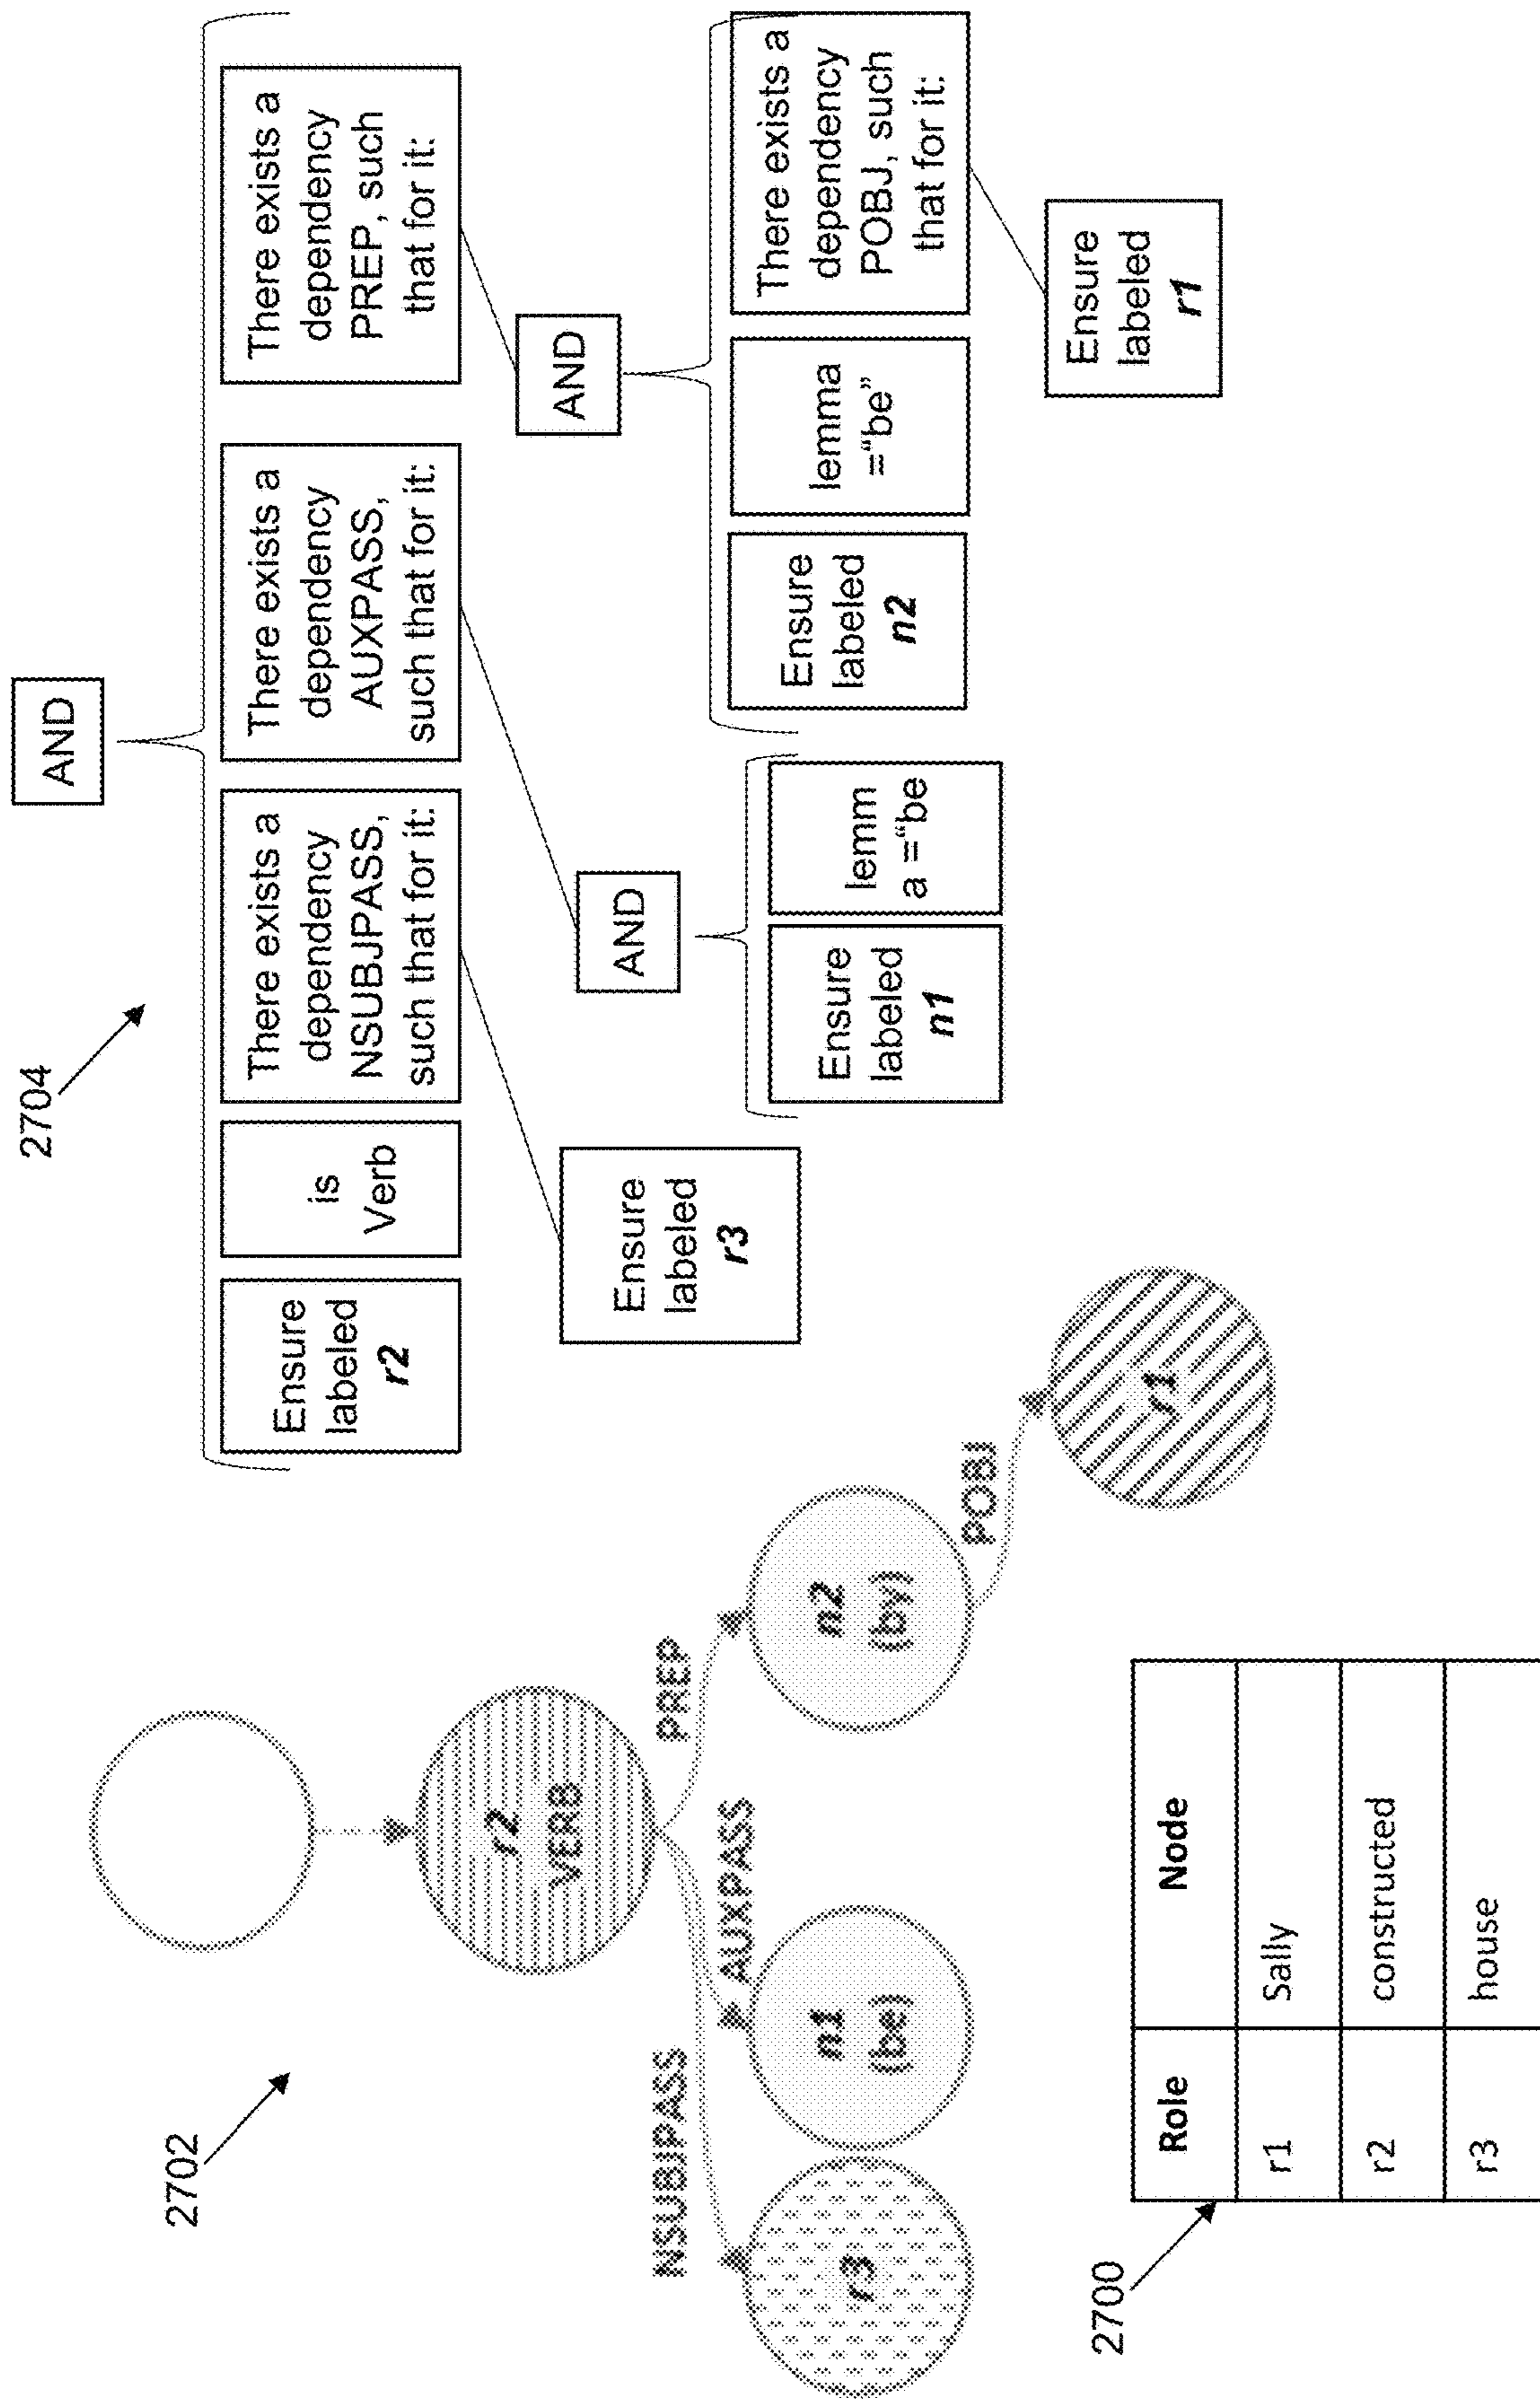 2702
r2
VERB
NSUBJPASS
AUXPASS
PREP
r3
n1
(be)
n2
(by)
POBJ
r1
2700
Role Node
r1 Sally
r2 constructed
r3 house
2704
AND
Ensure
labeled
r2
is
Verb
There exists a
dependency
NSUBJPASS,
such that for it:
There exists a
dependency
AUXPASS,
such that for it:
There exists a
dependency
PREP, such
that for it:
Ensure
labeled
r3
AND
Ensure
labeled
n1
lemm
a ="be
AND
Ensure
labeled
n2
lemma
="be"
There exists a
dependency
POBJ, such
that for it:
Ensure
labeled
r1